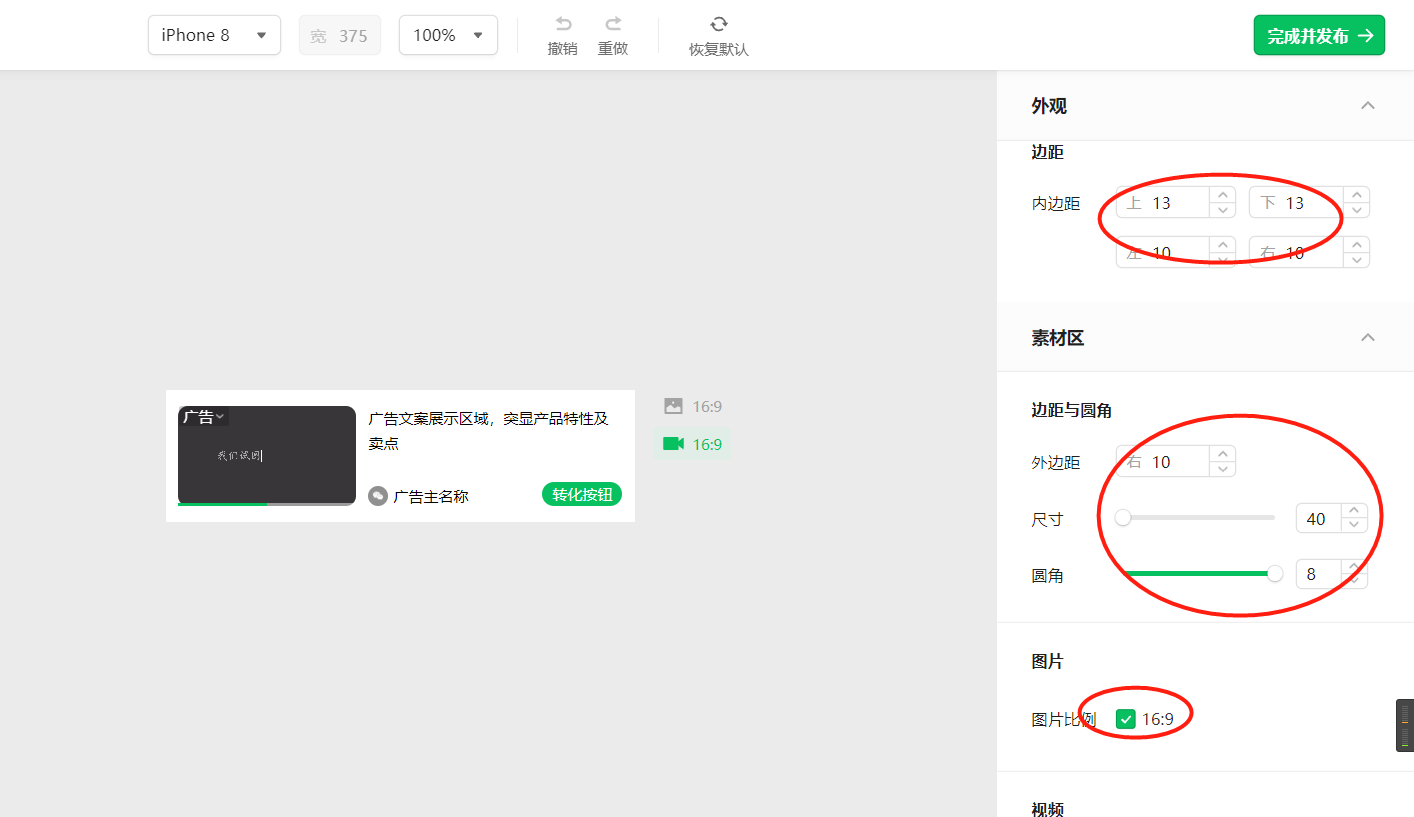 iPhone 8
宽 375
100%
撤销
重做
恢复默认
完成并发布
外观
边距
内边距
上 13
下 13
左 10
右 10
素材区
边距与圆角
外边距
右 10
尺寸
40
圆角
8
图片
图片比例
16:9
视频
广告
我们试图
广告文案展示区域，突显产品特性及
卖点
广告主名称
转化按钮
16:9
16:9